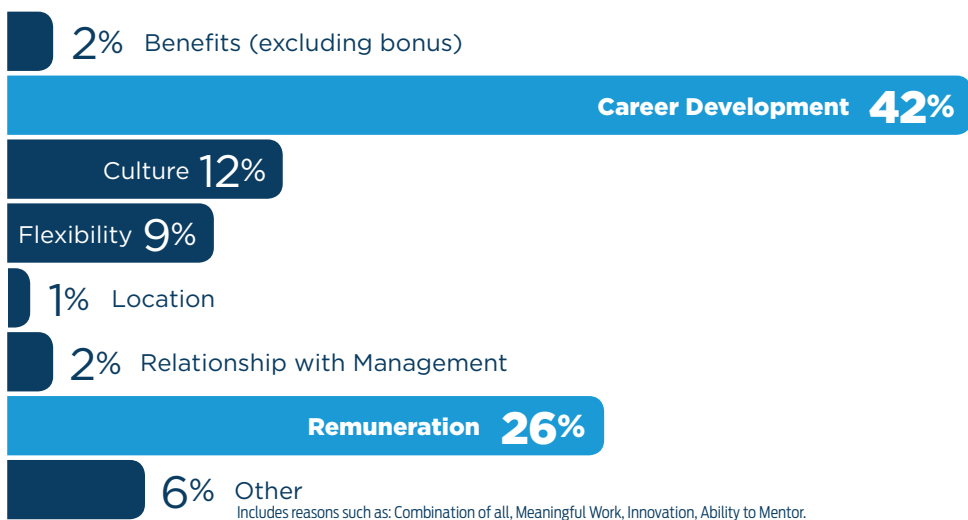 2% Benefits (excluding bonus)
Career Development 42%
Culture 12%
Flexibility 9%
1% Location
2% Relationship with Management
Remuneration 26%
6% Other
Includes reasons such as: Combination of all, Meaningful Work, Innovation, Ability to Mentor.